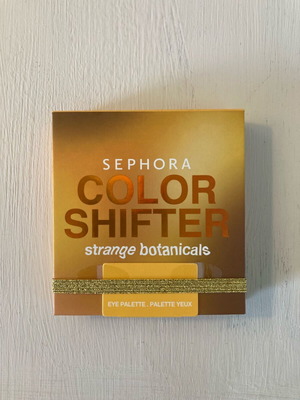 SEPHORA
COLOR
SHIFTER
strange botanicals
EYE PALETTE . PALETTE YEUX